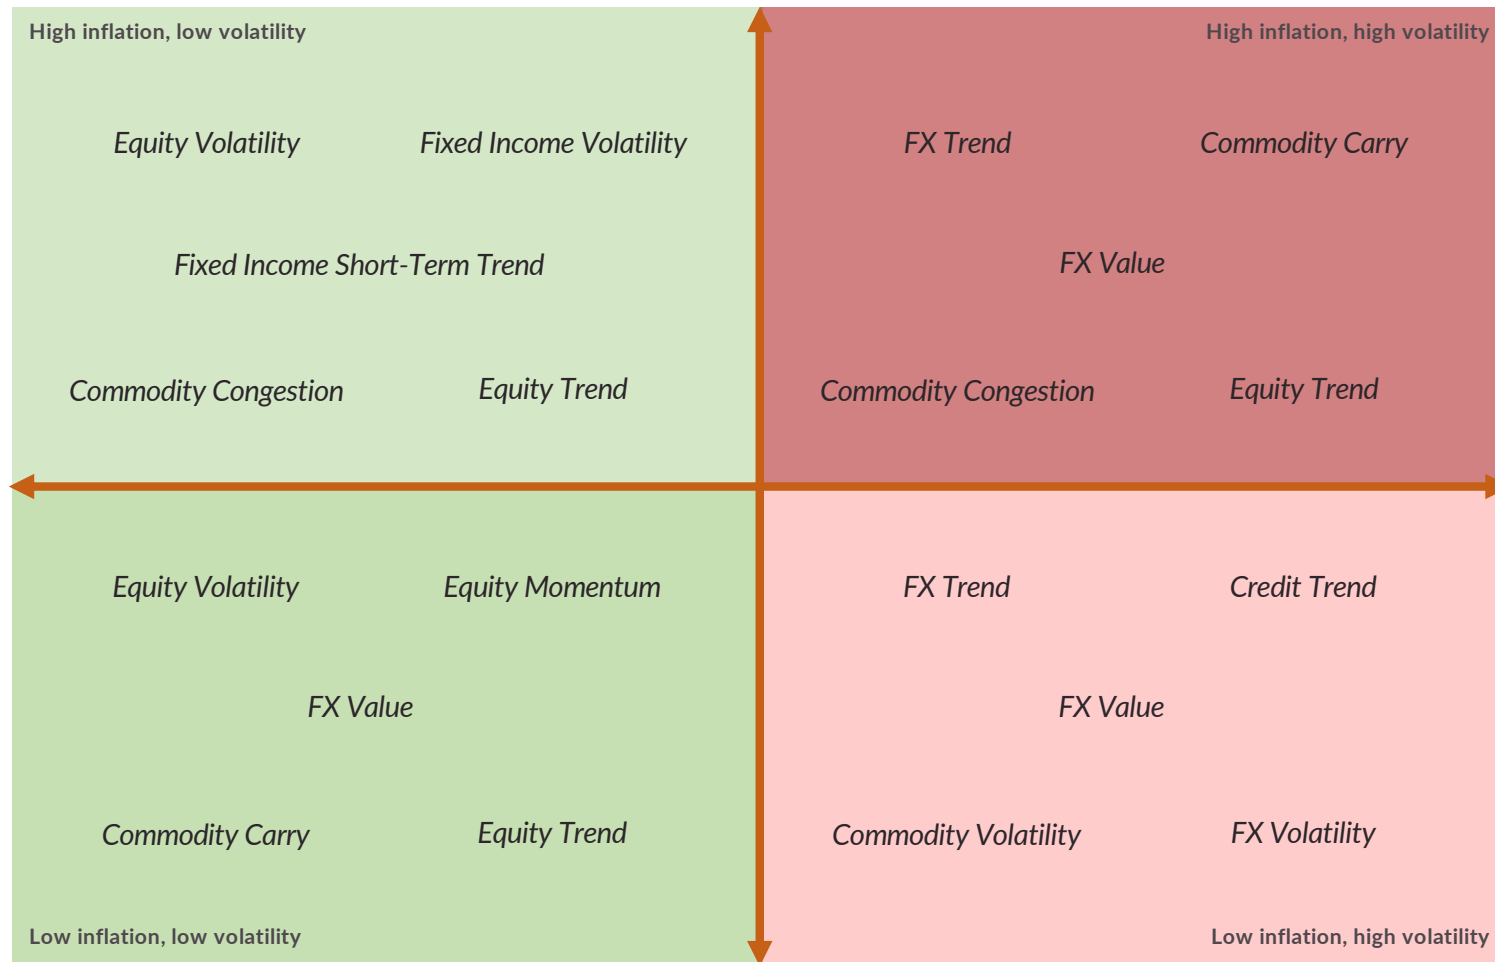 High inflation, low volatility
High inflation, high volatility
Equity Volatility
Fixed Income Volatility
FX Trend
Commodity Carry
Fixed Income Short-Term Trend
FX Value
Commodity Congestion
Equity Trend
Commodity Congestion
Equity Trend
Equity Volatility
Equity Momentum
FX Trend
Credit Trend
FX Value
FX Value
Commodity Carry
Equity Trend
Commodity Volatility
FX Volatility
Low inflation, low volatility
Low inflation, high volatility